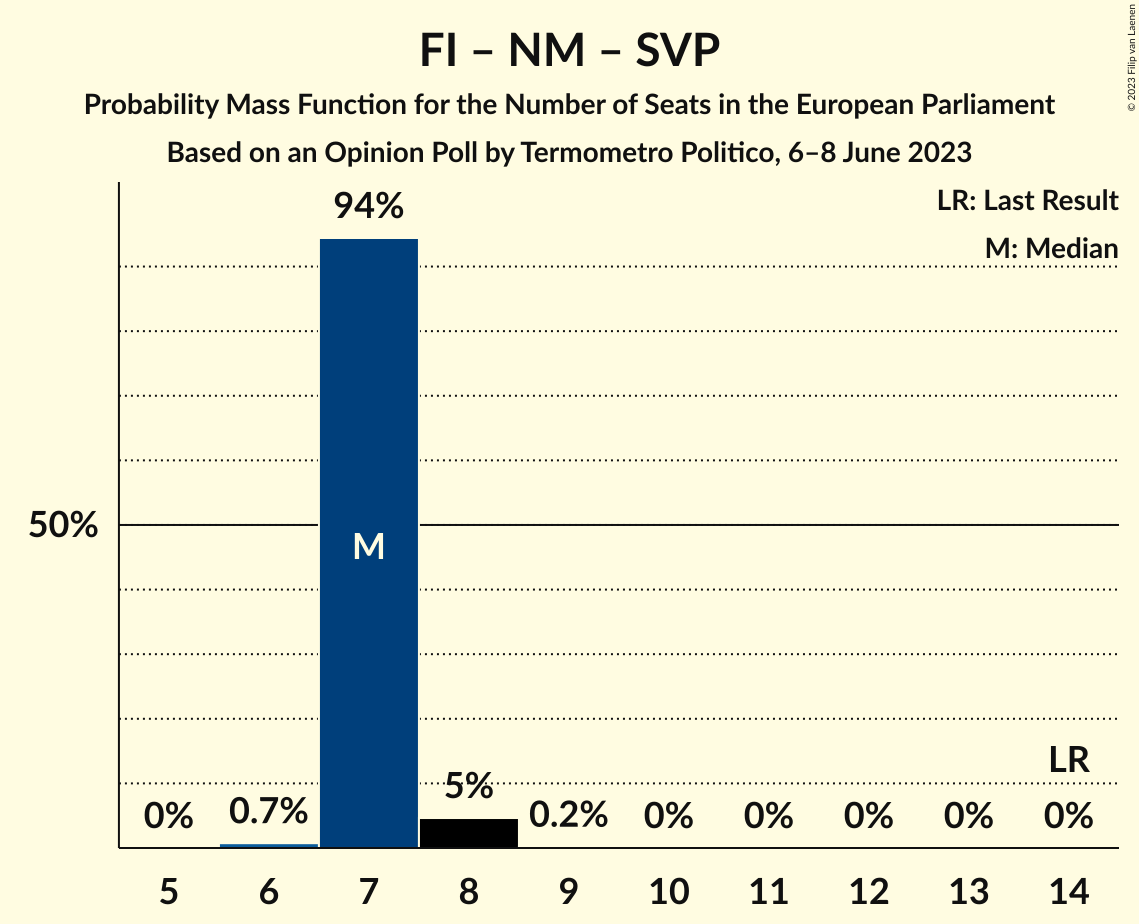 FI – NM – SVP
Probability Mass Function for the Number of Seats in the European Parliament
Based on an Opinion Poll by Termometro Politico, 6–8 June 2023
© 2023 Filip van Laenen
LR: Last Result
M: Median
94%
50%
M
LR
0% 0.7% 5% 0.2% 0% 0% 0% 0% 0%
5 6 7 8 9 10 11 12 13 14